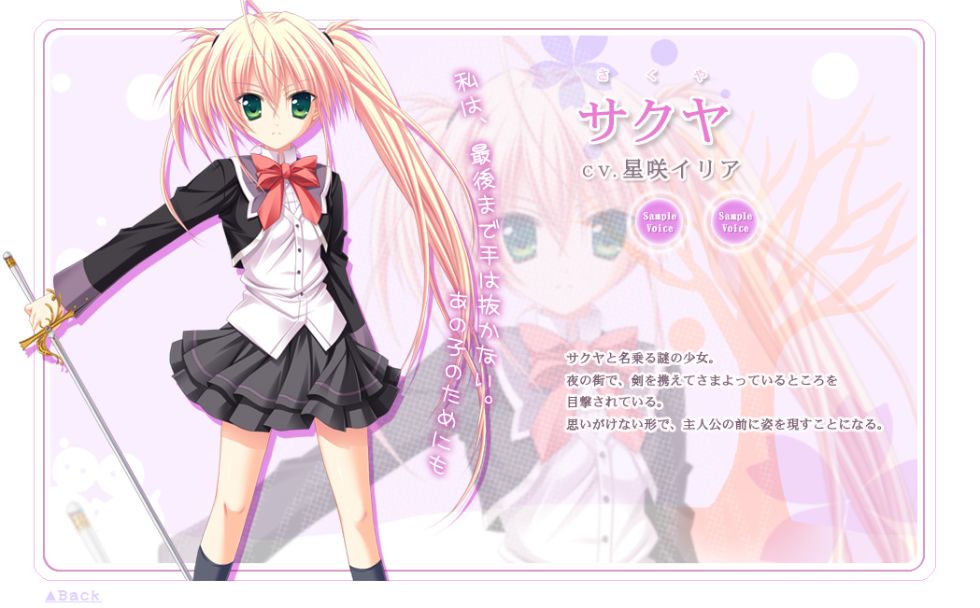 さくや
サクヤ
CV.星咲イリア
Sample
Voice
Sample
Voice
私は、最後まで手は抜かない。
あの子のためにも
サクヤと名乗る謎の少女。
夜の街で、剣を携えてさまよっているところを
目撃されている。
思いがけない形で、主人公の前に姿を現すことになる。
▲Back